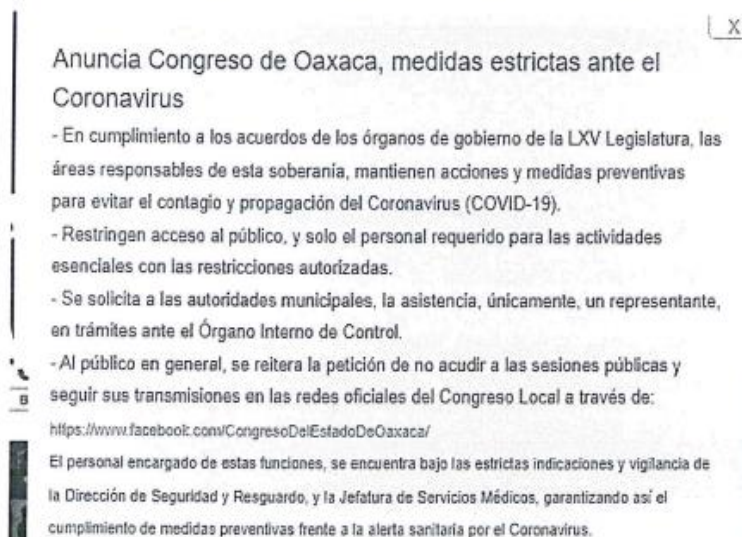 X
Anuncia Congreso de Oaxaca, medidas estrictas ante el
Coronavirus
- En cumplimiento a los acuerdos de los órganos de gobierno de la LXV Legislatura, las
áreas responsables de esta soberanía, mantienen acciones y medidas preventivas
para evitar el contagio y propagación del Coronavirus (COVID-19).
- Restringen acceso al público, y solo el personal requerido para las actividades
esenciales con las restricciones autorizadas.
- Se solicita a las autoridades municipales, la asistencia, únicamente, un representante,
en trámites ante el Órgano Interno de Control.
- Al público en general, se reitera la petición de no acudir a las sesiones públicas y
seguir sus transmisiones en las redes oficiales del Congreso Local a través de:
https://www.facebook.com/CongresoDelEstadoDeOaxaca/
El personal encargado de estas funciones, se encuentra bajo las estrictas indicaciones y vigilancia de
la Dirección de Seguridad y Resguardo, y la Jefatura de Servicios Médicos, garantizando así el
cumplimiento de medidas preventivas frente a la alerta sanitaria por el Coronavirus.
B